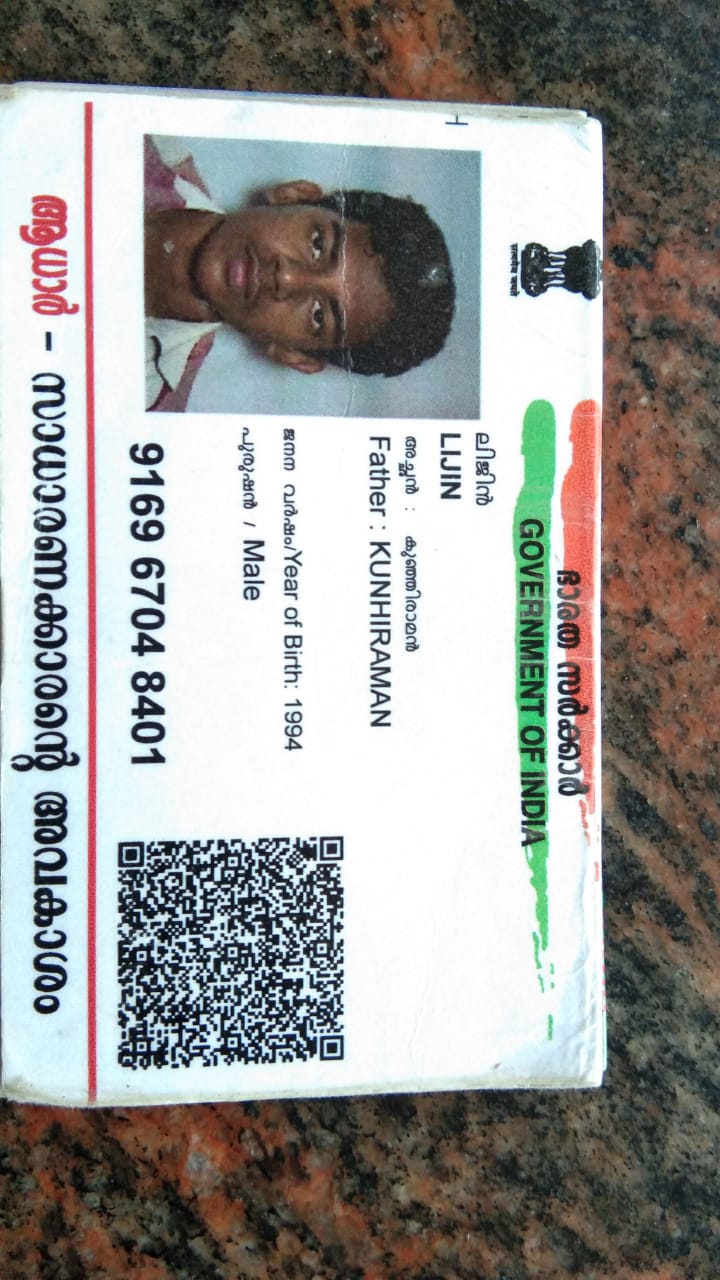 ഭാരത സർക്കാർ
GOVERNMENT OF INDIA
ലിജിൻ
LIJIN
അച്ഛൻ : കുഞ്ഞിരാമൻ
Father : KUNHIRAMAN
ജനന വർഷം/Year of Birth: 1994
പുരുഷൻ / Male
9169 6704 8401
ആധാർ - സാധാരണക്കാരന്റെ അവകാശം